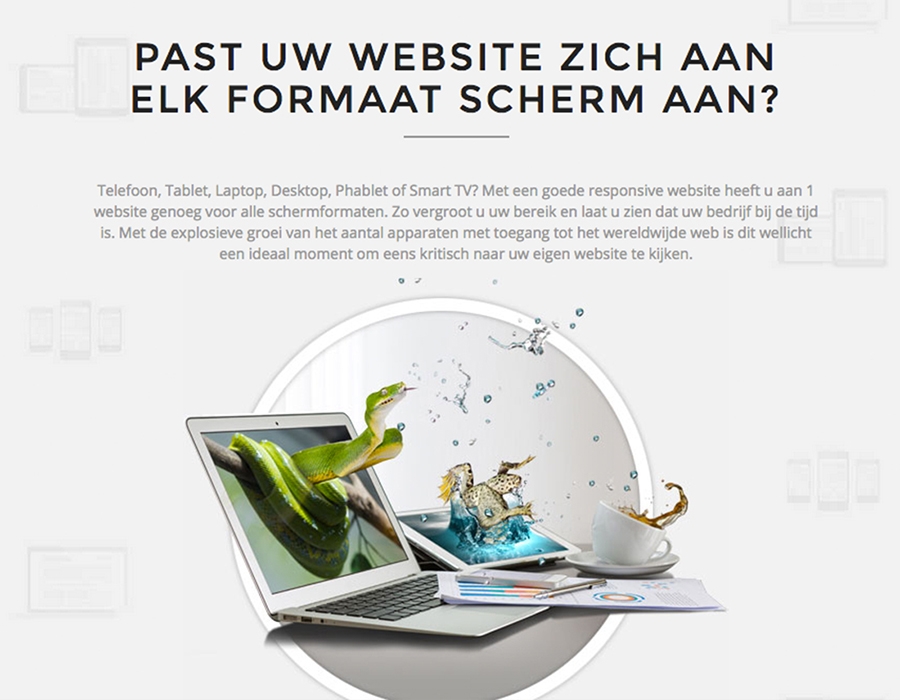 PAST UW WEBSITE ZICH AAN
ELK FORMAAT SCHERM AAN?
Telefoon, Tablet, Laptop, Desktop, Phablet of Smart TV? Met een goede responsive website heeft u aan 1
website genoeg voor alle schermformaten. Zo vergroot u uw bereik en laat u zien dat uw bedrijf bij de tijd
is. Met de explosieve groei van het aantal apparaten met toegang tot het wereldwijde web is dit wellicht
een ideaal moment om eens kritisch naar uw eigen website te kijken.